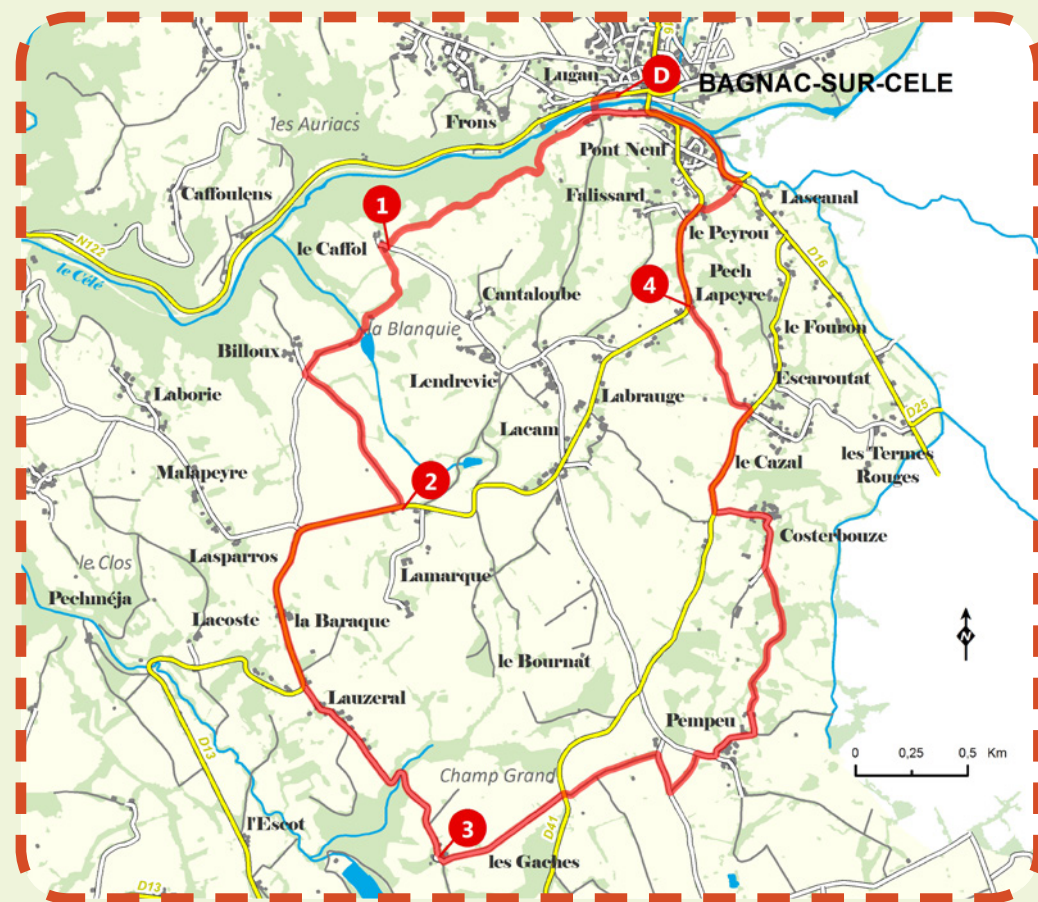 D
BAGNAC-SUR-CELE
Lugan
Frons
les Auriacs
Pont Neuf
Caffoulens
Falissard
Lascanal
1
le Caffol
le Peyrou
N122
le Célé
D16
Pech
Lapeyre
4
Cantaloube
la Blanquie
le Fouron
Billoux
Lendrevie
Escaroutat
Laborie
Labrauge
D25
Lacam
le Cazal
les Termes
Rouges
Malapeyre
2
Costerbouze
Lasparros
le Clos
Lamarque
Pechméja
Lacoste
la Baraque
N
le Bournat
Lauzeral
Pempeu
D13
0 0,25 0,5 Km
Champ Grand
l'Escot
3
D41
les Gaches
D13